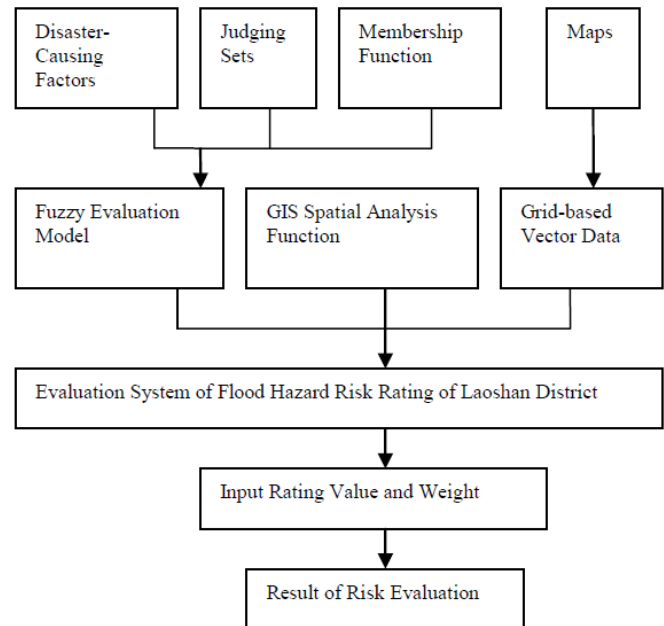 Disaster-
Causing
Factors
Judging
Sets
Membership
Function
Maps
Fuzzy Evaluation
Model
GIS Spatial Analysis
Function
Grid-based
Vector Data
Evaluation System of Flood Hazard Risk Rating of Laoshan District
Input Rating Value and Weight
Result of Risk Evaluation